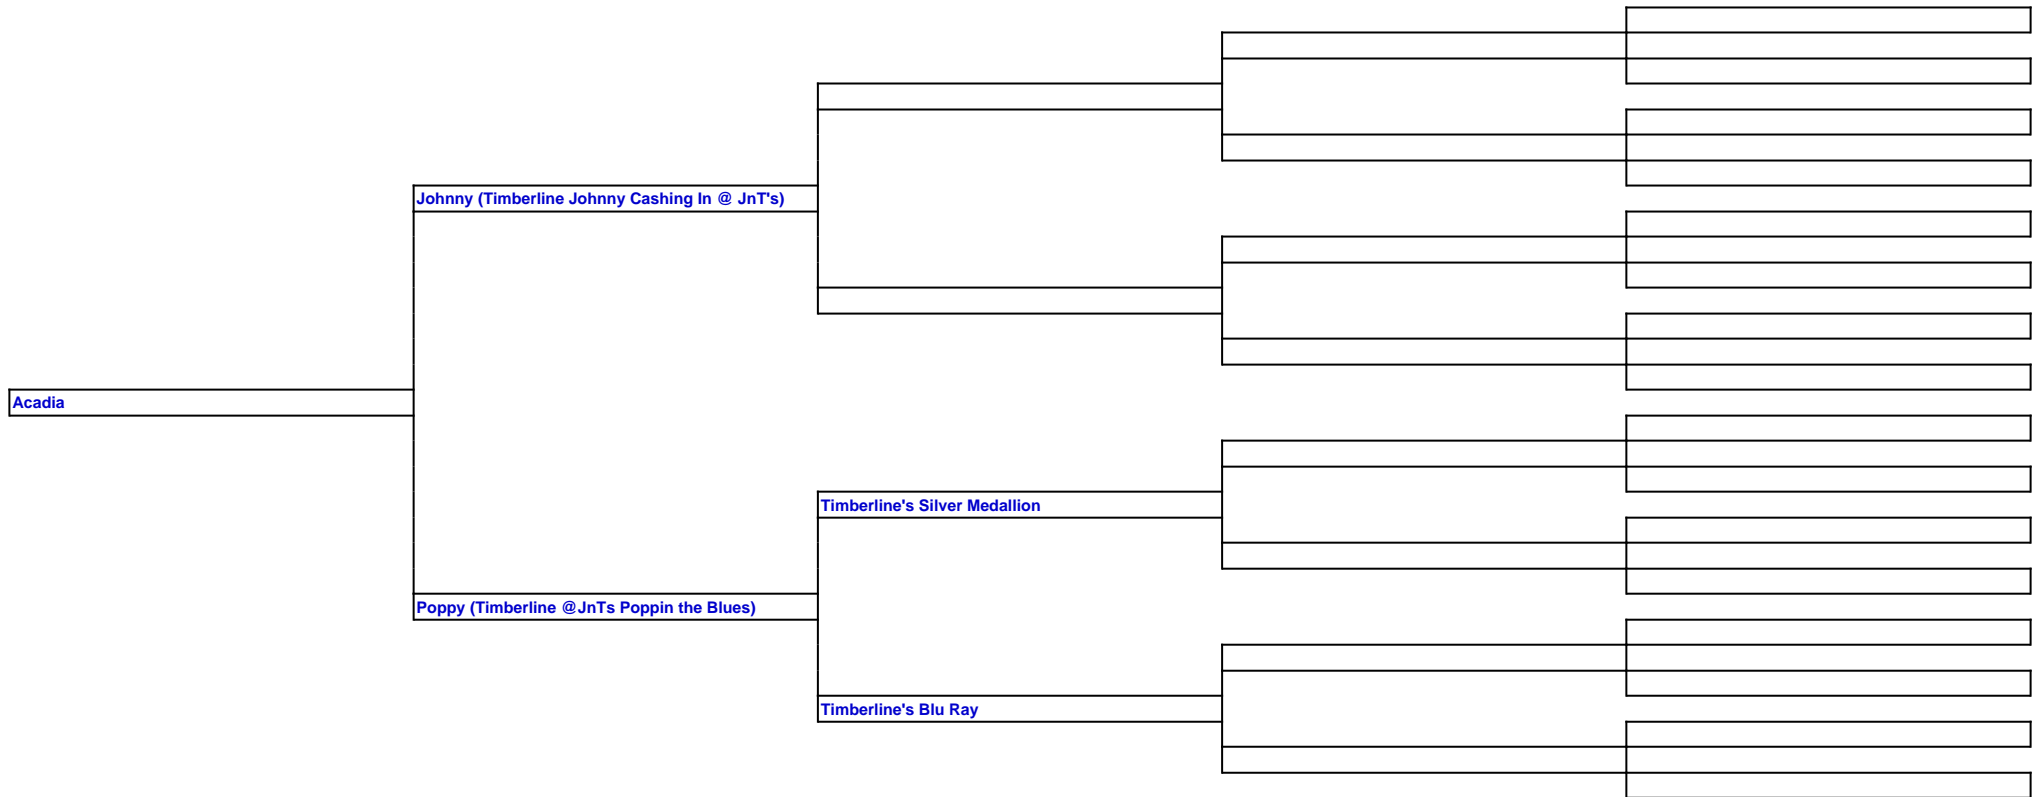 Johnny (Timberline Johnny Cashing In @ JnT's)
Acadia
Timberline's Silver Medallion
Poppy (Timberline @JnTs Poppin the Blues)
Timberline's Blu Ray